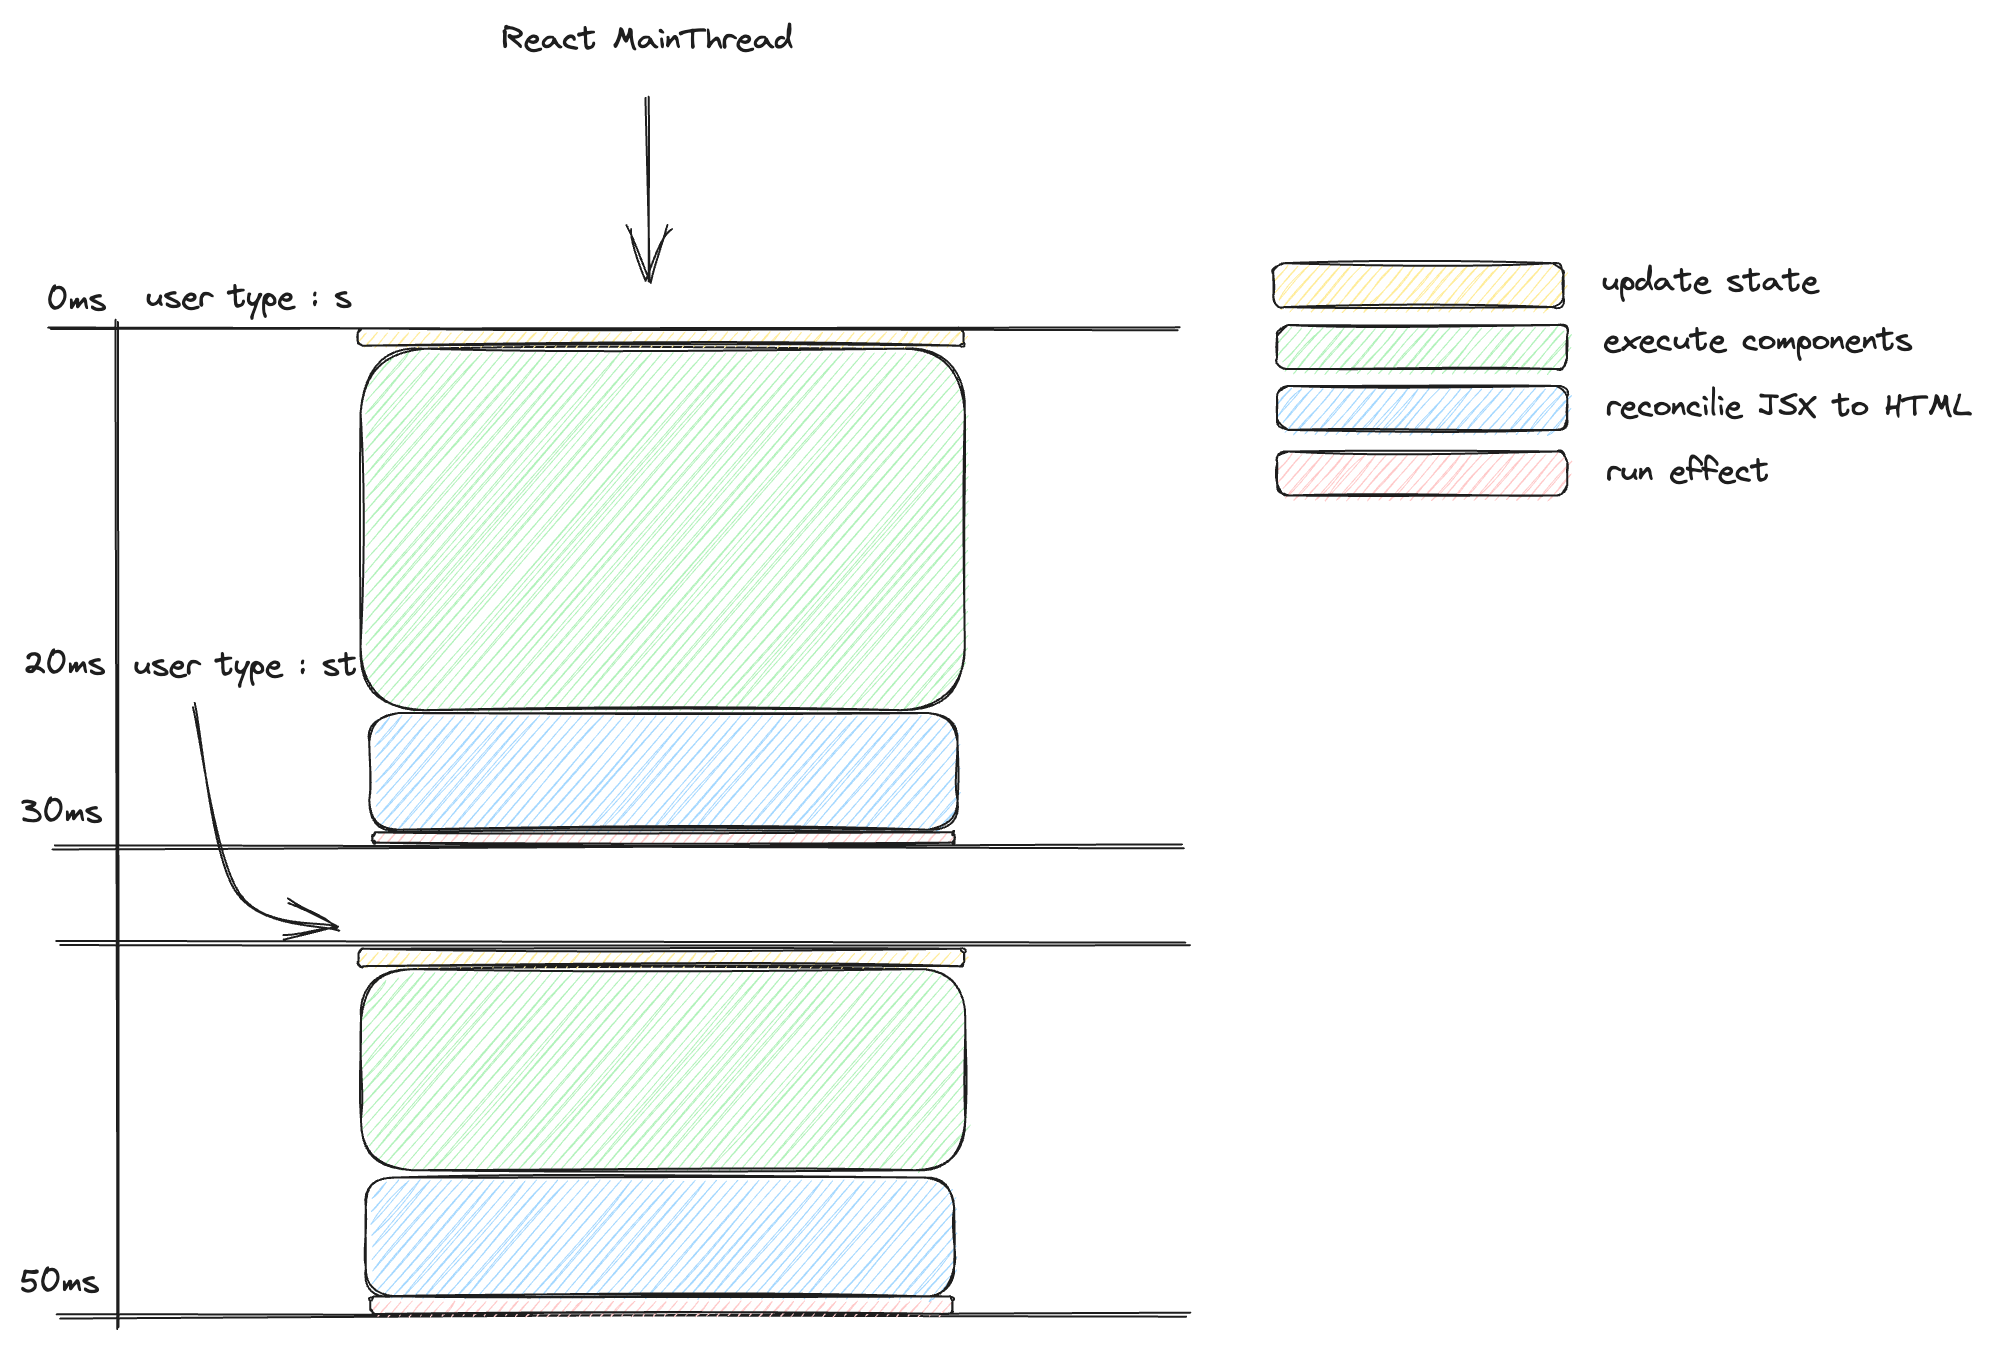 React MainThread
0ms user type : s
update state
execute components
reconcilie JSX to HTML
run effect
20ms user type : st
30ms
50ms